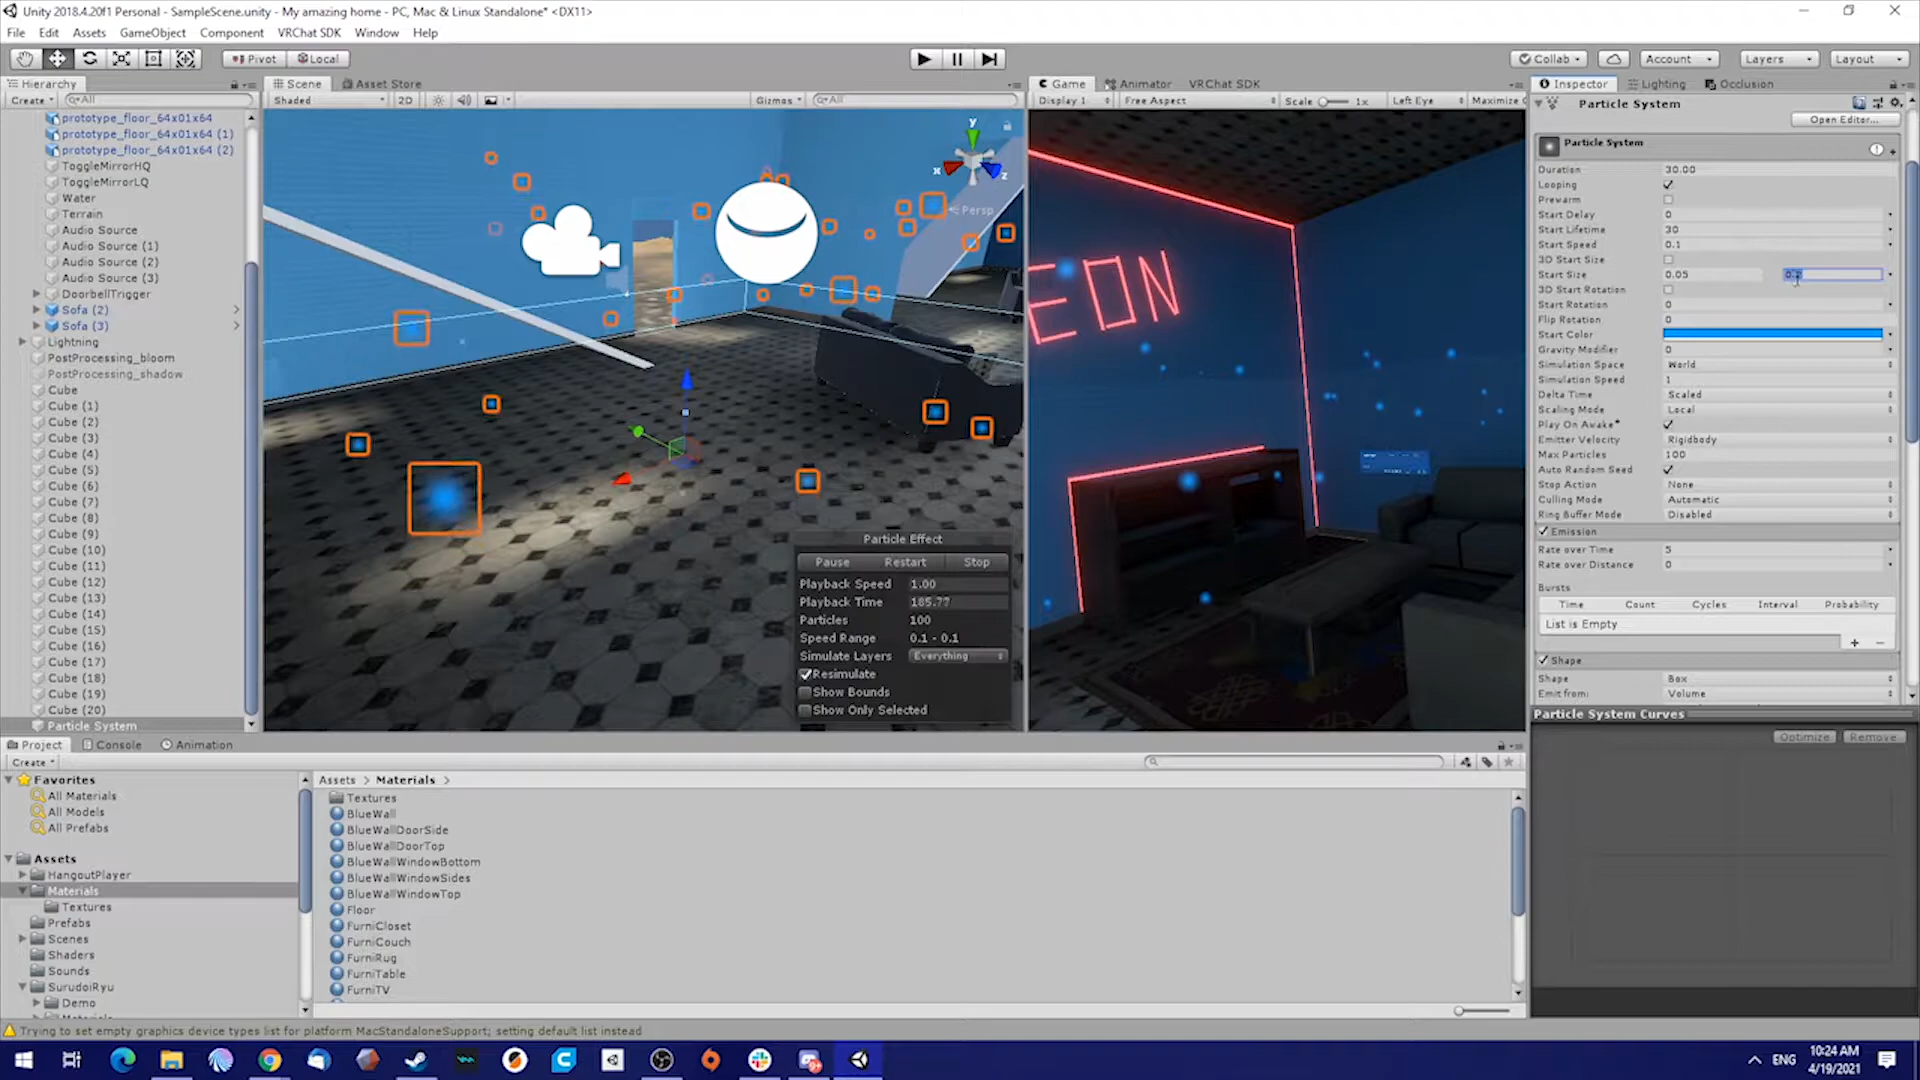 Unity 2018.4.20f1 Personal - SampleScene.unity - My amazing home - PC, Mac & Linux Standalone* <DX11>
File Edit Assets GameObject Component VRChat SDK Window Help
Pivot Local Collab Account Layers Layout
Hierarchy
Create All
prototype_floor_64x01x64
prototype_floor_64x01x64 (1)
prototype_floor_64x01x64 (2)
ToggleMirrorHQ
ToggleMirrorLQ
Water
Terrain
Audio Source
Audio Source (1)
Audio Source (2)
Audio Source (3)
DoorbellTrigger
Sofa (2)
Sofa (3)
Lightning
PostProcessing_bloom
PostProcessing_shadow
Cube
Cube (1)
Cube (2)
Cube (3)
Cube (4)
Cube (5)
Cube (6)
Cube (7)
Cube (8)
Cube (9)
Cube (10)
Cube (11)
Cube (12)
Cube (13)
Cube (14)
Cube (15)
Cube (16)
Cube (17)
Cube (18)
Cube (19)
Cube (20)
Particle System
Scene Asset Store
Shaded 2D Gizmos All
y
x
z
Persp
Particle Effect
Pause Restart Stop
Playback Speed 1.00
Playback Time 185.77
Particles 100
Speed Range 0.1 - 0.1
Simulate Layers Everything
Resimulate
Show Bounds
Show Only Selected
Game Animator VRChat SDK
Display 1 Free Aspect Scale 1x Left Eye Maximize
EON
Inspector Lighting Occlusion
Particle System
Open Editor...
Particle System
Duration 30.00
Looping
Prewarm
Start Delay 0
Start Lifetime 30
Start Speed 0.1
3D Start Size
Start Size 0.05
3D Start Rotation
Start Rotation 0
Flip Rotation 0
Start Color
Gravity Modifier 0
Simulation Space World
Simulation Speed 1
Delta Time Scaled
Scaling Mode Local
Play On Awake*
Emitter Velocity Rigidbody
Max Particles 100
Auto Random Seed
Stop Action None
Culling Mode Automatic
Ring Buffer Mode Disabled
Emission
Rate over Time 5
Rate over Distance 0
Bursts
Time Count Cycles Interval Probability
List is Empty
Shape
Shape Box
Emit from: Volume
Particle System Curves
Optimize Remove
Project Console Animation
Create
Favorites
All Materials
All Models
All Prefabs
Assets
HangoutPlayer
Materials
Textures
Prefabs
Scenes
Shaders
Sounds
SurudoiRyu
Demo
Materials
Assets > Materials >
Textures
BlueWall
BlueWallDoorSide
BlueWallDoorTop
BlueWallWindowBottom
BlueWallWindowSides
BlueWallWindowTop
Floor
FurniCloset
FurniCouch
FurniRug
FurniTable
FurniTV
Trying to set empty graphics device types list for platform MacStandaloneSupport; setting default list instead
ENG
10:24 AM
4/19/2021